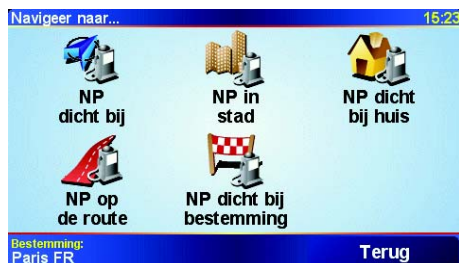 Navigeer naar... 15:23
NP
dicht bij
NP in
stad
NP dicht
bij huis
NP op
de route
NP dicht bij
bestemming
Bestemming:
Paris FR
Terug